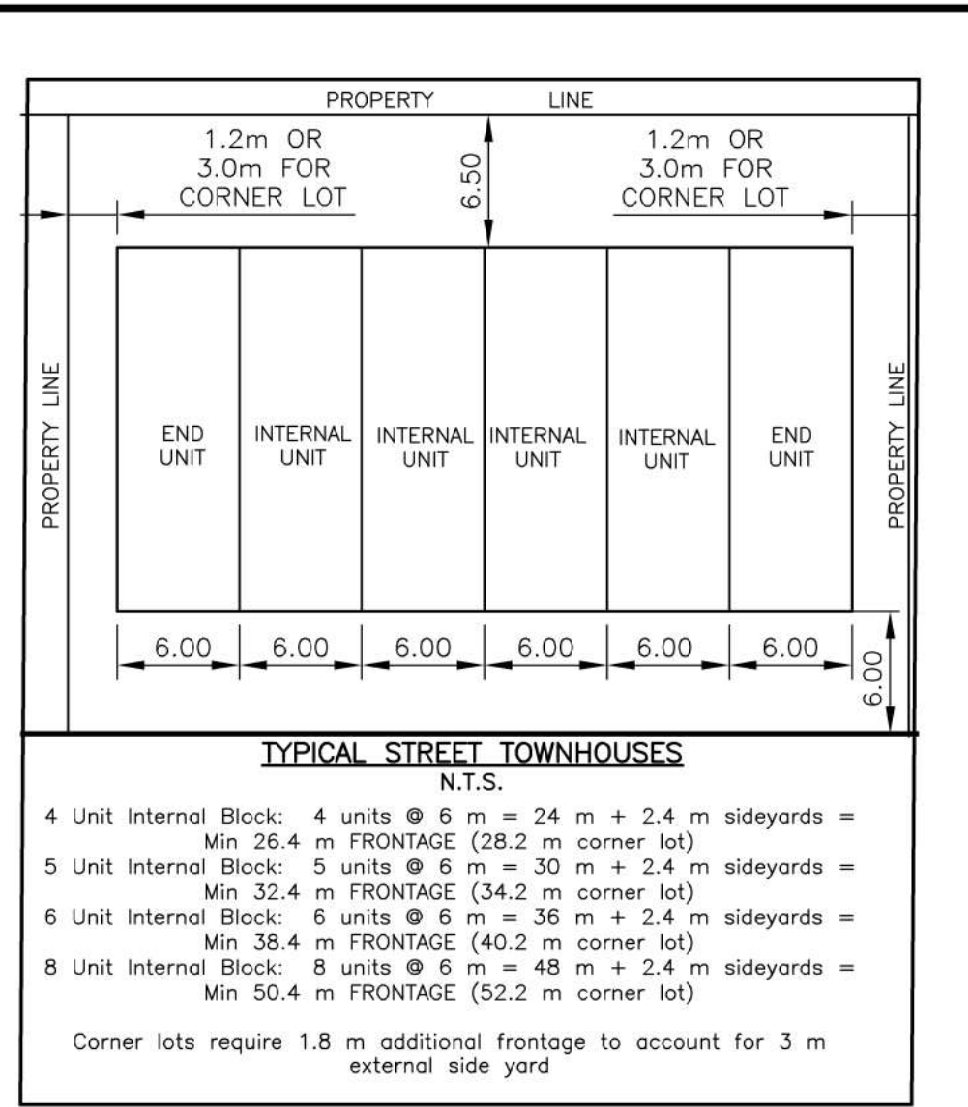 PROPERTY LINE
1.2m OR
3.0m FOR
CORNER LOT
6.50
1.2m OR
3.0m FOR
CORNER LOT
PROPERTY LINE
END
UNIT
INTERNAL
UNIT
INTERNAL
UNIT
INTERNAL
UNIT
INTERNAL
UNIT
END
UNIT
PROPERTY LINE
6.00
6.00
6.00
6.00
6.00
6.00
6.00
TYPICAL STREET TOWNHOUSES
N.T.S.
4 Unit Internal Block: 4 units @ 6 m = 24 m + 2.4 m sideyards =
Min 26.4 m FRONTAGE (28.2 m corner lot)
5 Unit Internal Block: 5 units @ 6 m = 30 m + 2.4 m sideyards =
Min 32.4 m FRONTAGE (34.2 m corner lot)
6 Unit Internal Block: 6 units @ 6 m = 36 m + 2.4 m sideyards =
Min 38.4 m FRONTAGE (40.2 m corner lot)
8 Unit Internal Block: 8 units @ 6 m = 48 m + 2.4 m sideyards =
Min 50.4 m FRONTAGE (52.2 m corner lot)
Corner lots require 1.8 m additional frontage to account for 3 m
external side yard